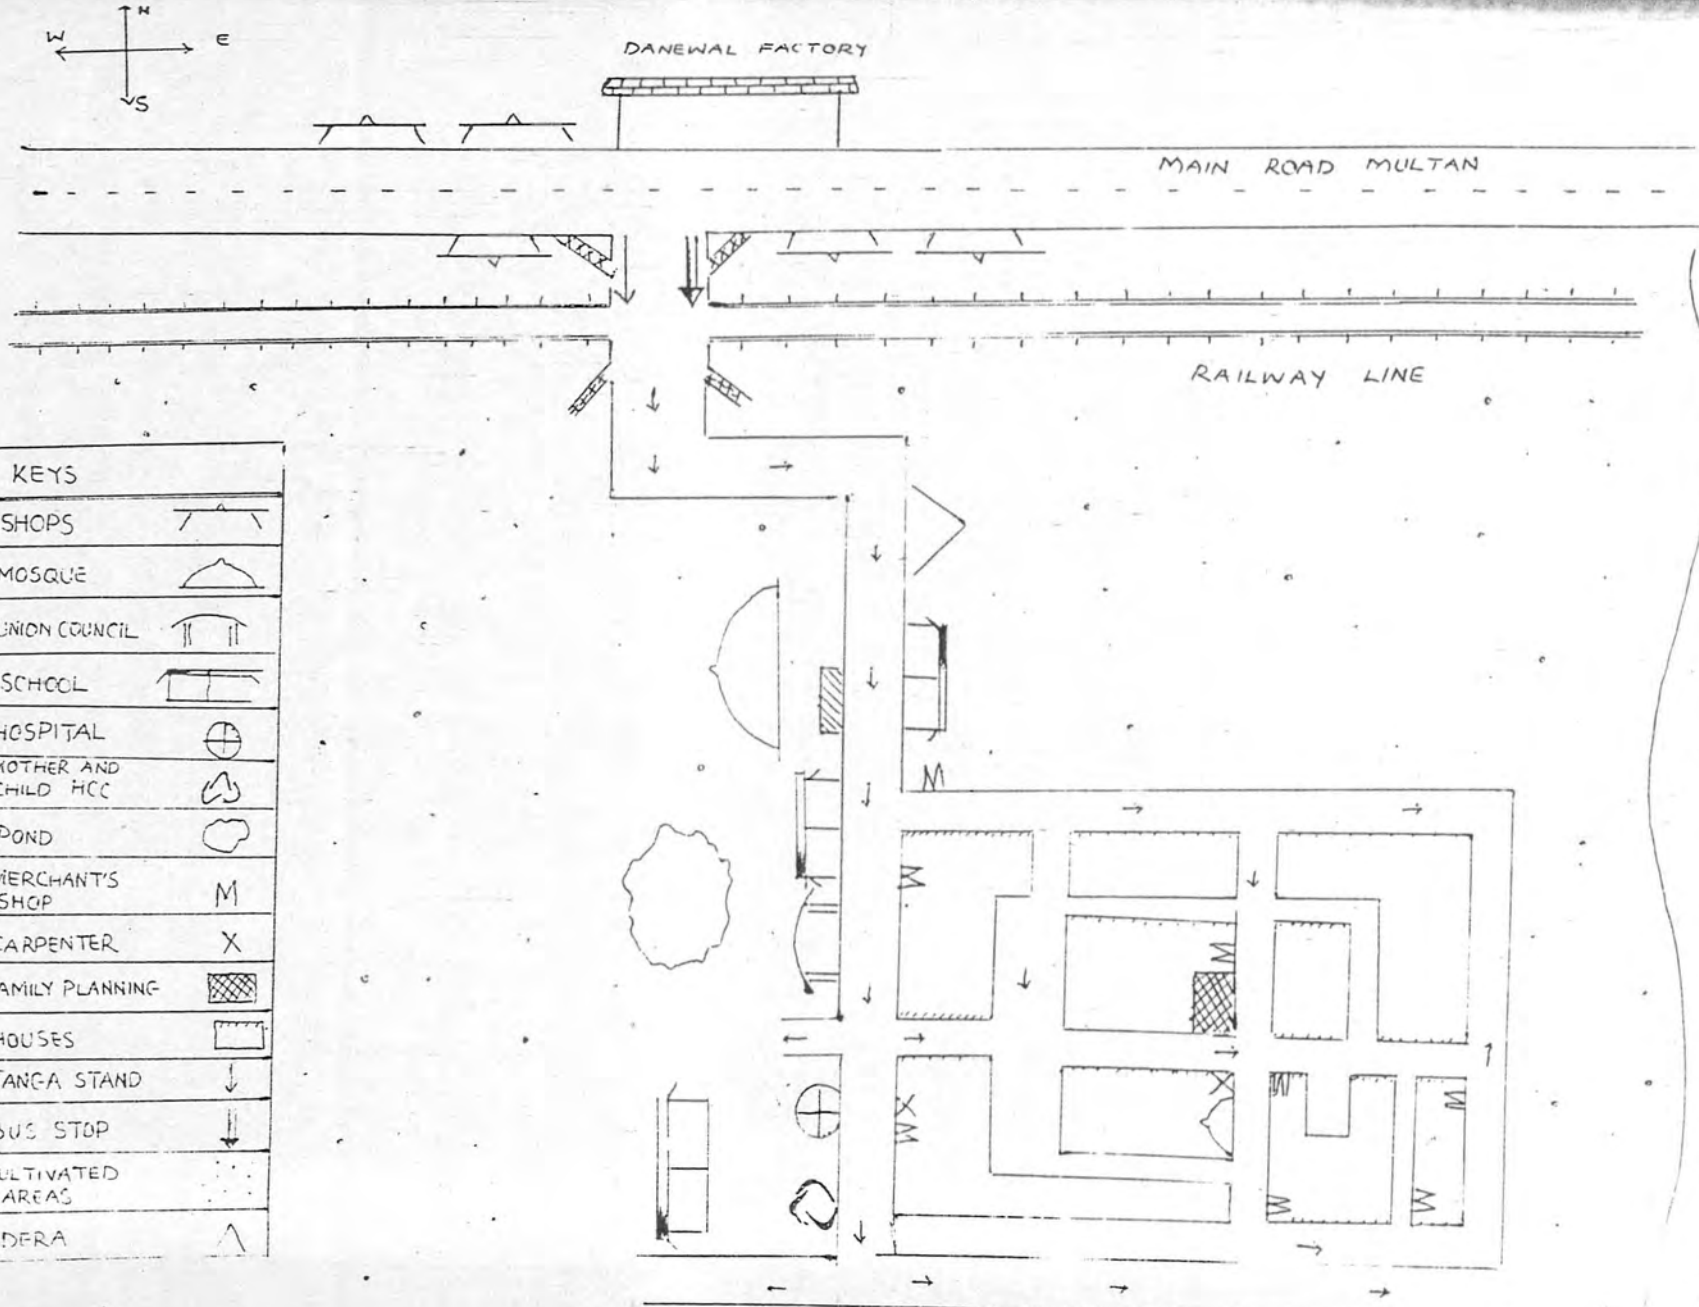 N
W E
S
DANEWAL FACTORY
MAIN ROAD MULTAN
RAILWAY LINE
KEYS
SHOPS
MOSQUE
UNION COUNCIL
SCHOOL
HOSPITAL
MOTHER AND
CHILD HCC
POND
MERCHANT'S
SHOP M
CARPENTER X
FAMILY PLANNING
HOUSES
TANGA STAND
BUS STOP
CULTIVATED
AREAS
DERA
M
M
M
X
X
M
M
M
M
M